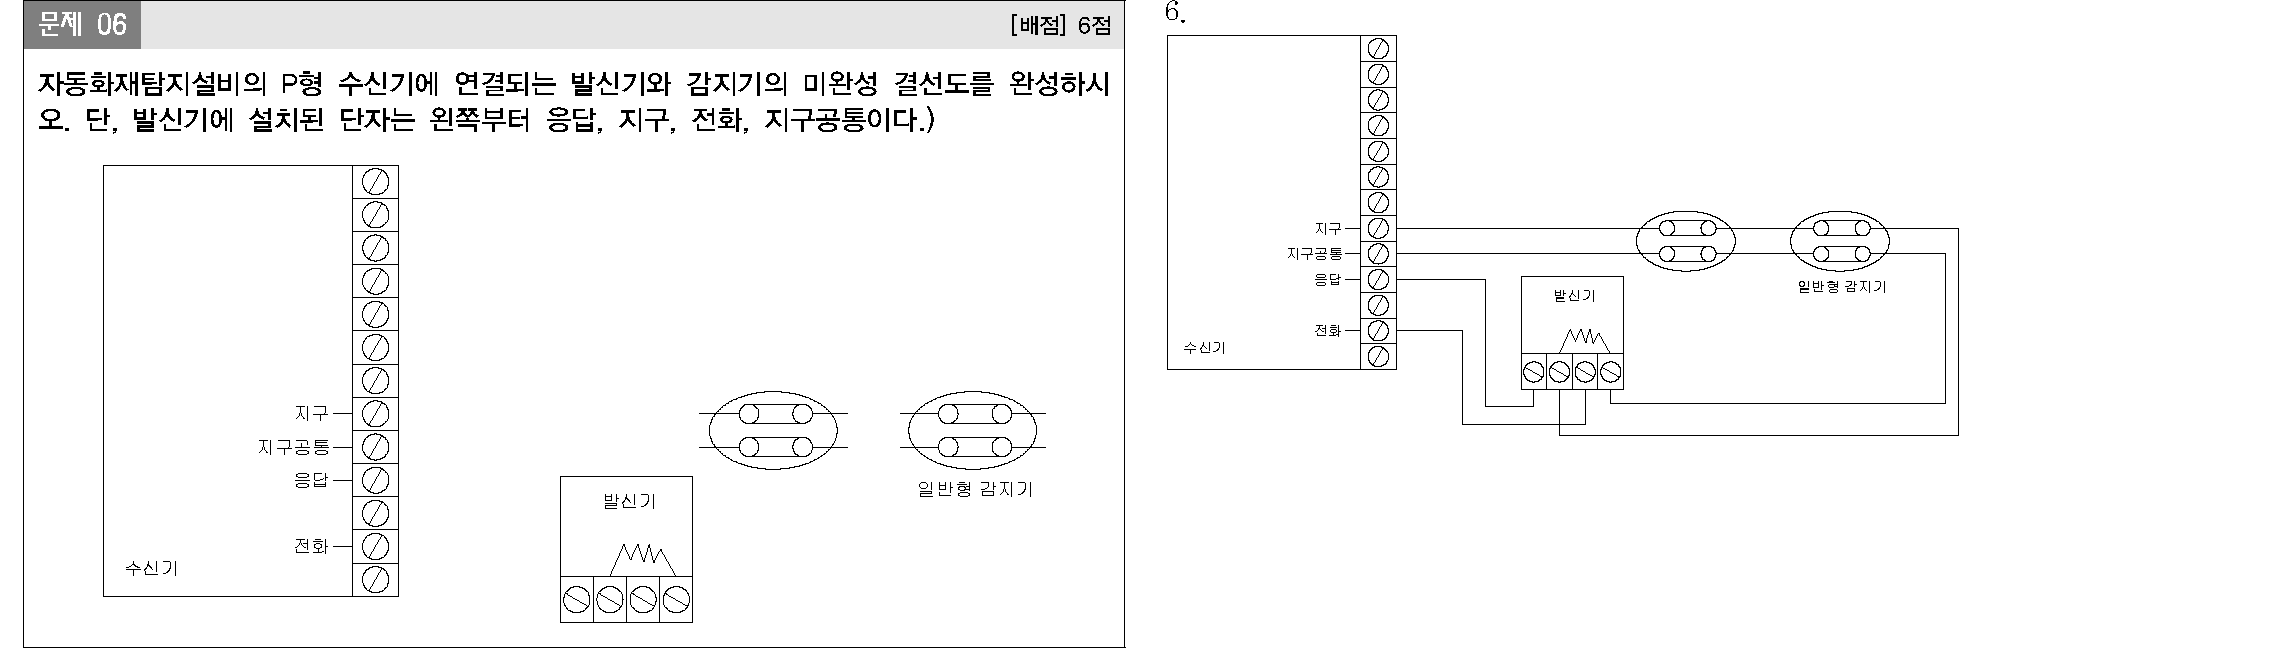 문제 06
[배점] 6점
자동화재탐지설비의 P형 수신기에 연결되는 발신기와 감지기의 미완성 결선도를 완성하시
오. 단, 발신기에 설치된 단자는 왼쪽부터 응답, 지구, 전화, 지구공통이다.)
지구
지구공통
응답
전화
수신기
발신기
일반형 감지기
6.
지구
지구공통
응답
전화
수신기
발신기
일반형 감지기